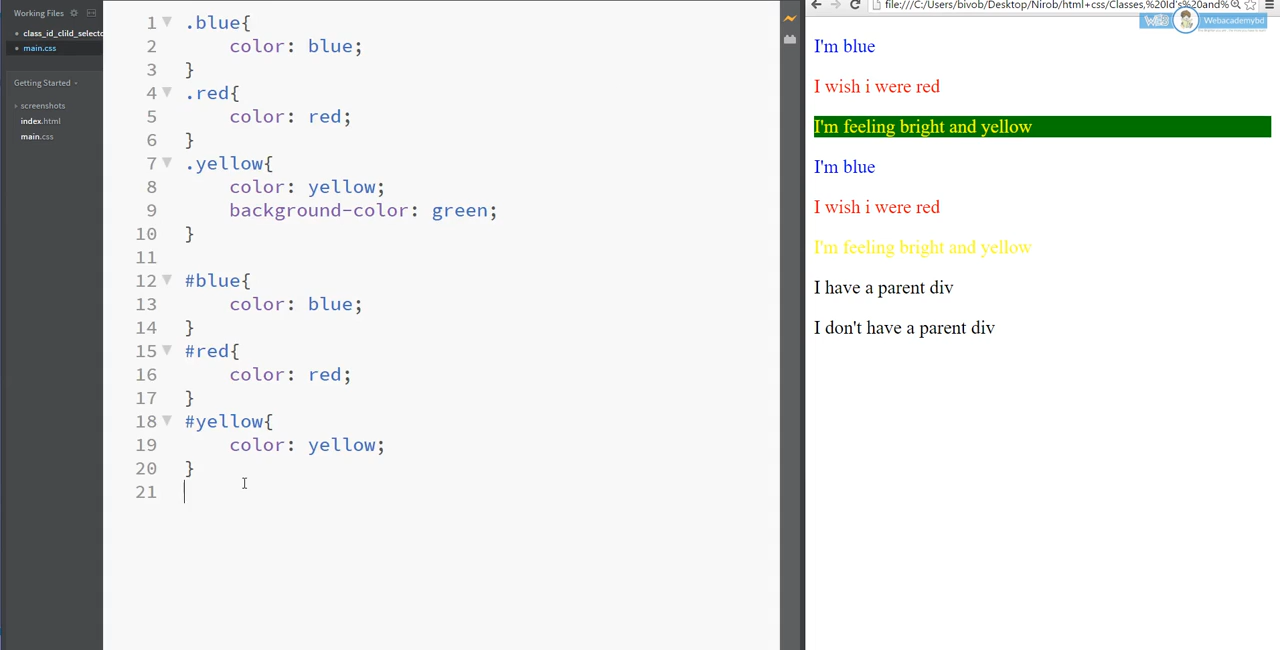 Working Files
class_id_clild_selecto
main.css
Getting Started
screenshots
index.html
main.css
1 .blue{
2 color: blue;
3 }
4 .red{
5 color: red;
6 }
7 .yellow{
8 color: yellow;
9 background-color: green;
10 }
11
12 #blue{
13 color: blue;
14 }
15 #red{
16 color: red;
17 }
18 #yellow{
19 color: yellow;
20 }
21
file:///C:/Users/bivob/Desktop/Nirob/html+css/Classes,%20Id's%20and%
Webacademybd
I'm blue
I wish i were red
I'm feeling bright and yellow
I'm blue
I wish i were red
I'm feeling bright and yellow
I have a parent div
I don't have a parent div